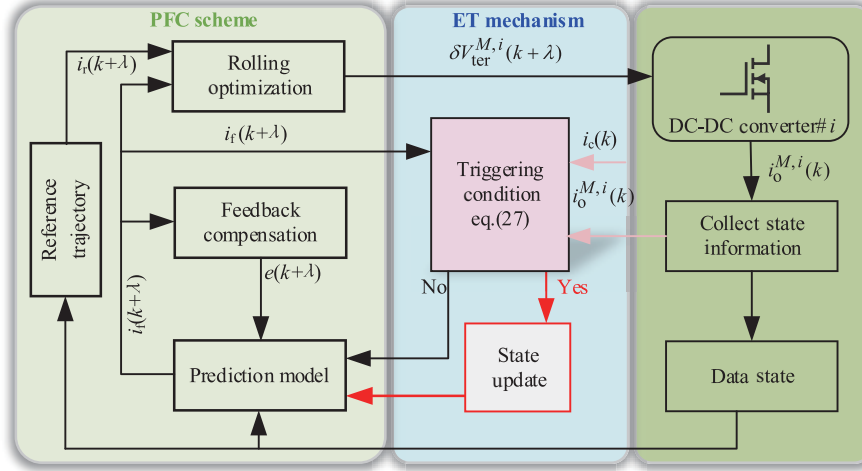 PFC scheme
ET mechanism
i_r(k+λ)
Rolling
optimization
δV_ter^{M,i}(k+λ)
DC-DC converter#i
i_f(k+λ)
i_c(k)
i_o^{M,i}(k)
Triggering
condition
eq.(27)
i_o^{M,i}(k)
Reference
trajectory
Feedback
compensation
Collect state
information
e(k+λ)
No
Yes
i_f(k+λ)
Prediction model
State
update
Data state